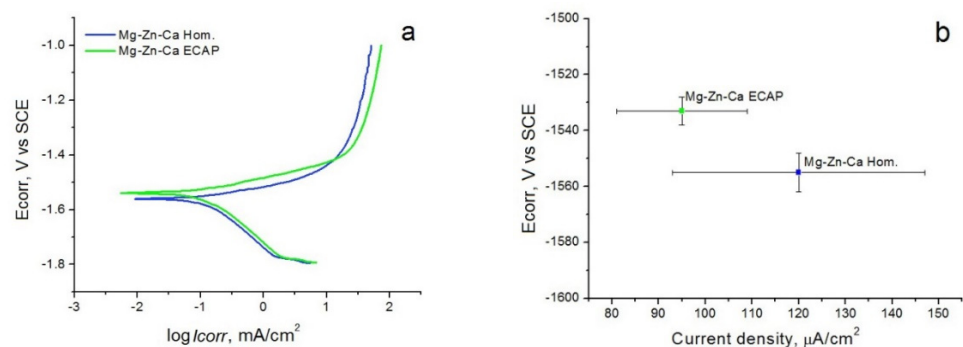 Mg-Zn-Ca Hom.
Mg-Zn-Ca ECAP
a
-1.0
-1.2
-1.4
-1.6
-1.8
Ecorr, V vs SCE
-3 -2 -1 0 1 2
log Icorr, mA/cm²
b
-1500
-1520
-1540
-1560
-1580
-1600
Ecorr, V vs SCE
Mg-Zn-Ca ECAP
Mg-Zn-Ca Hom.
80 90 100 110 120 130 140 150
Current density, µA/cm²